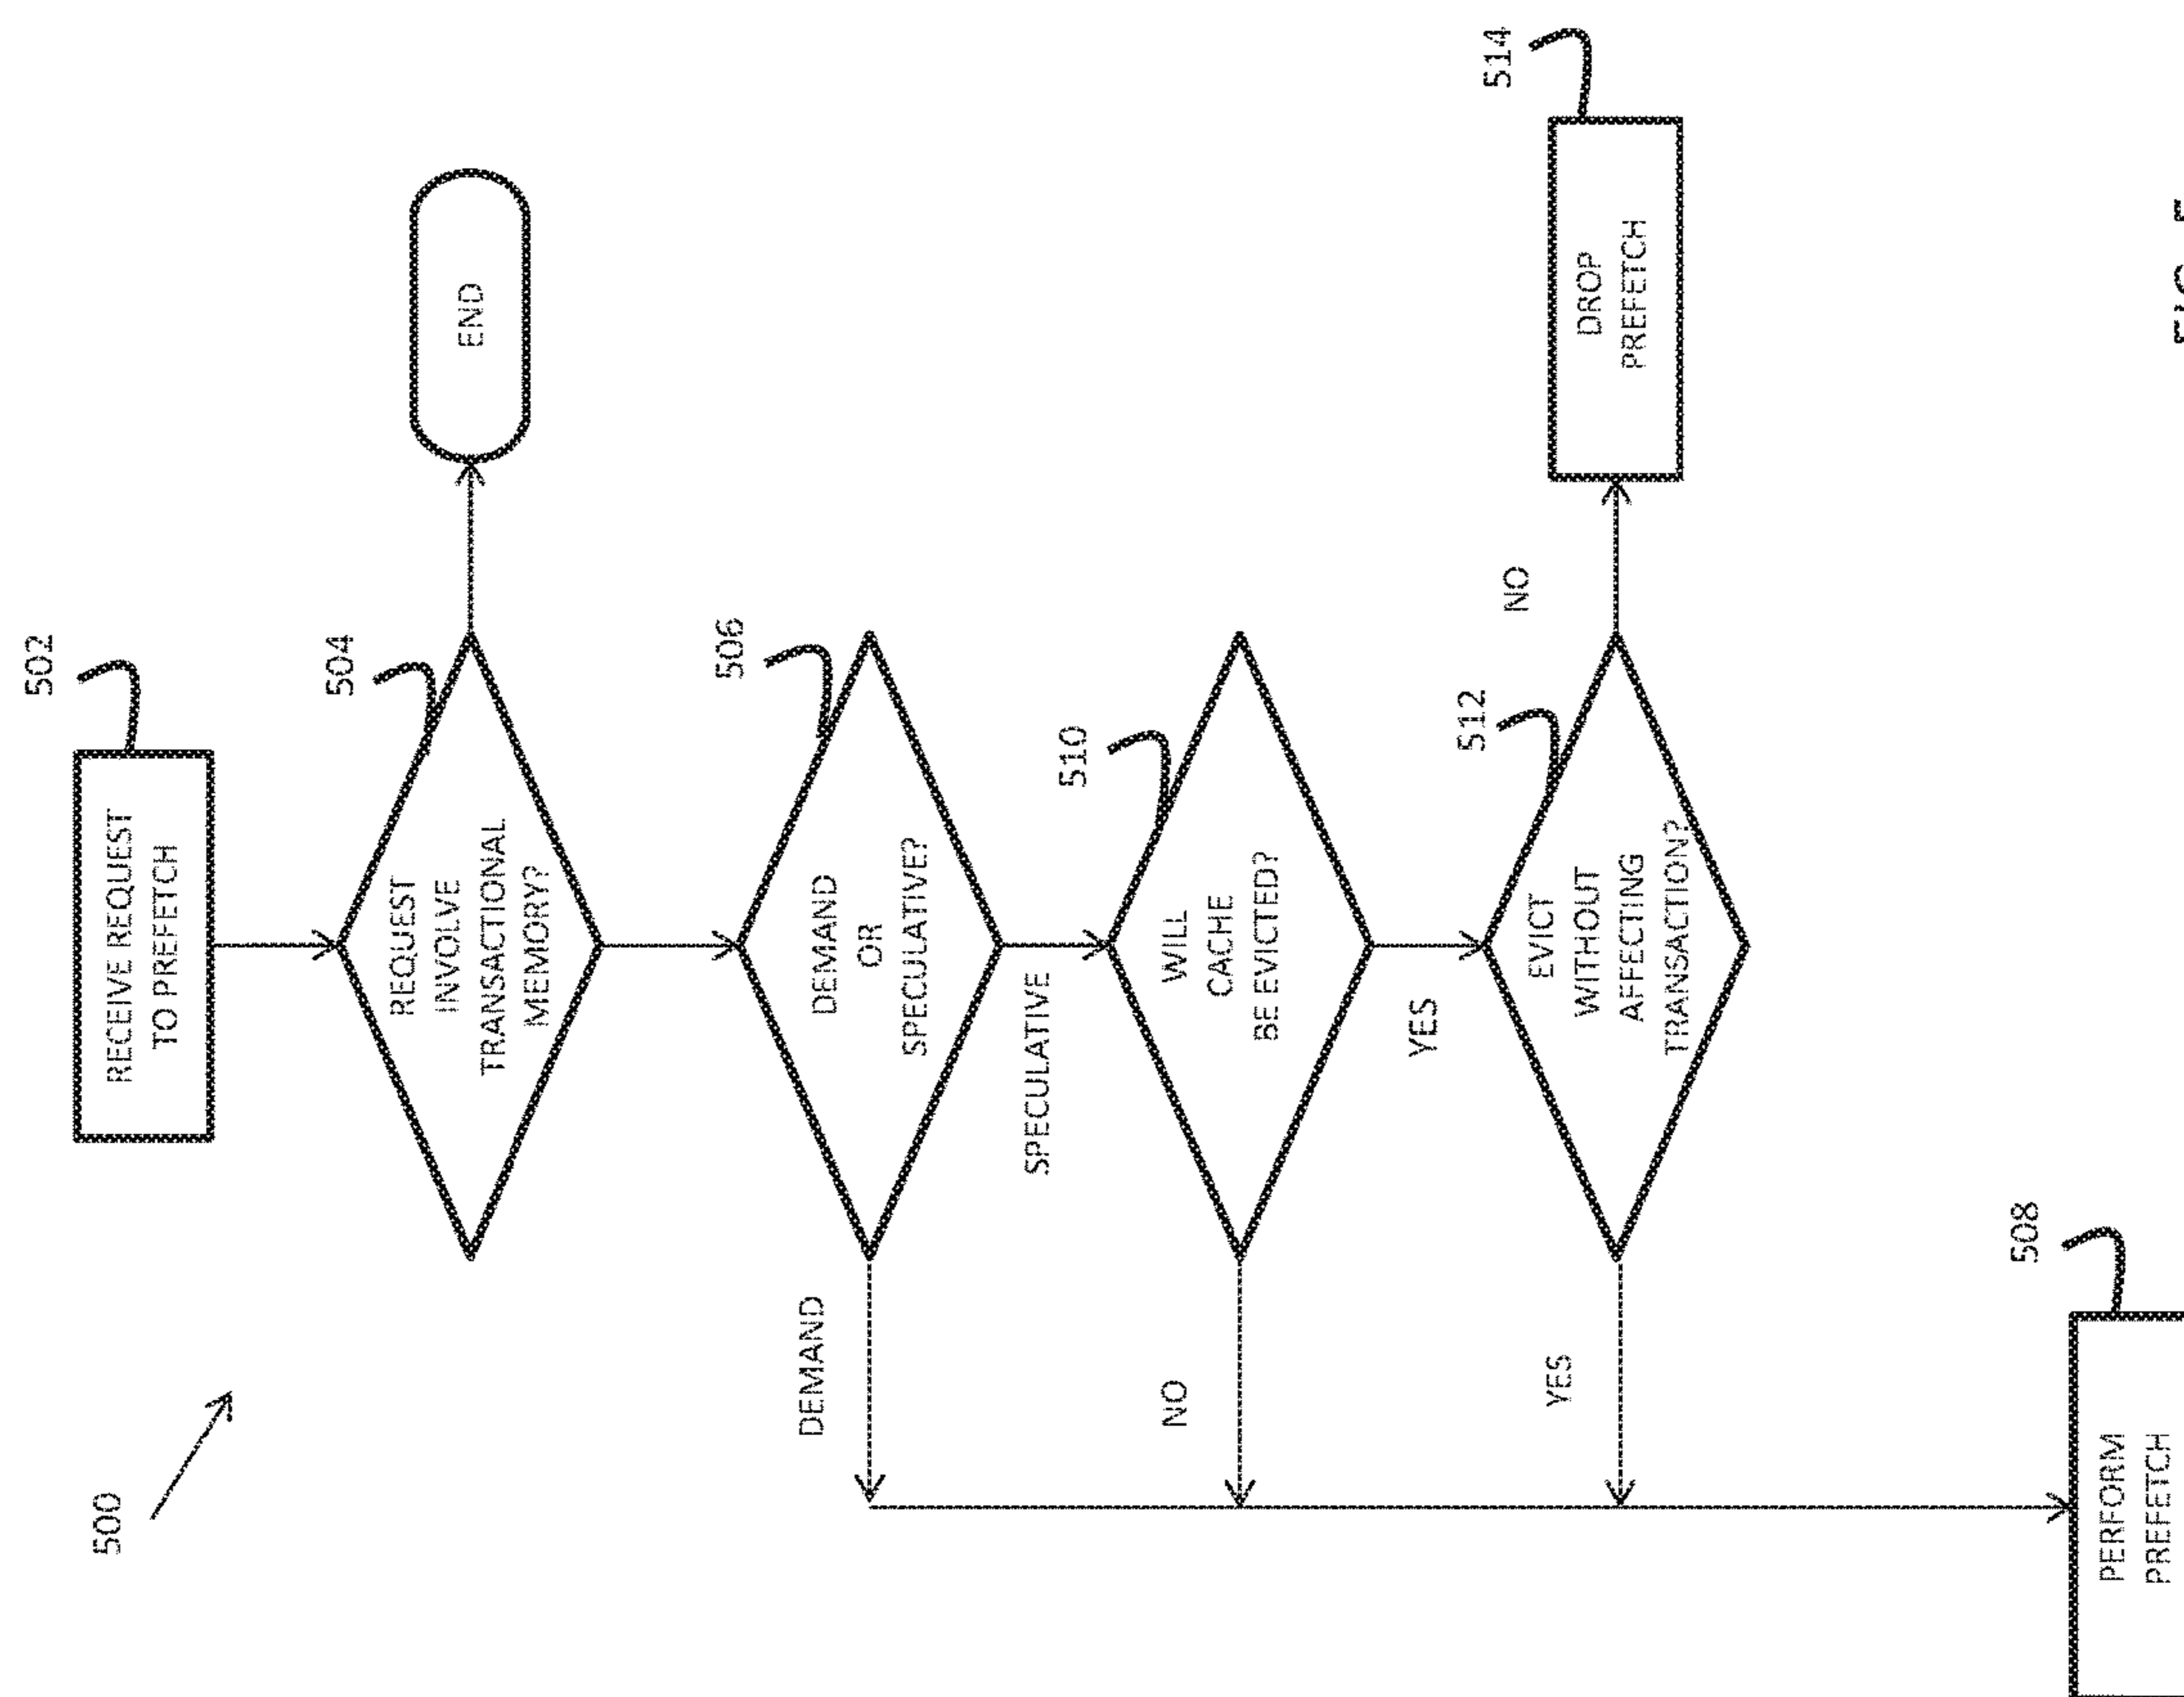 500
502
RECEIVE REQUEST
TO PREFETCH
504
REQUEST
INVOLVE
TRANSACTIONAL
MEMORY?
END
506
DEMAND
OR
SPECULATIVE?
DEMAND
SPECULATIVE
510
WILL
CACHE
BE EVICTED?
NO
YES
512
EVICT
WITHOUT
AFFECTING
TRANSACTION?
YES
NO
514
DROP
PREFETCH
508
PERFORM
PREFETCH